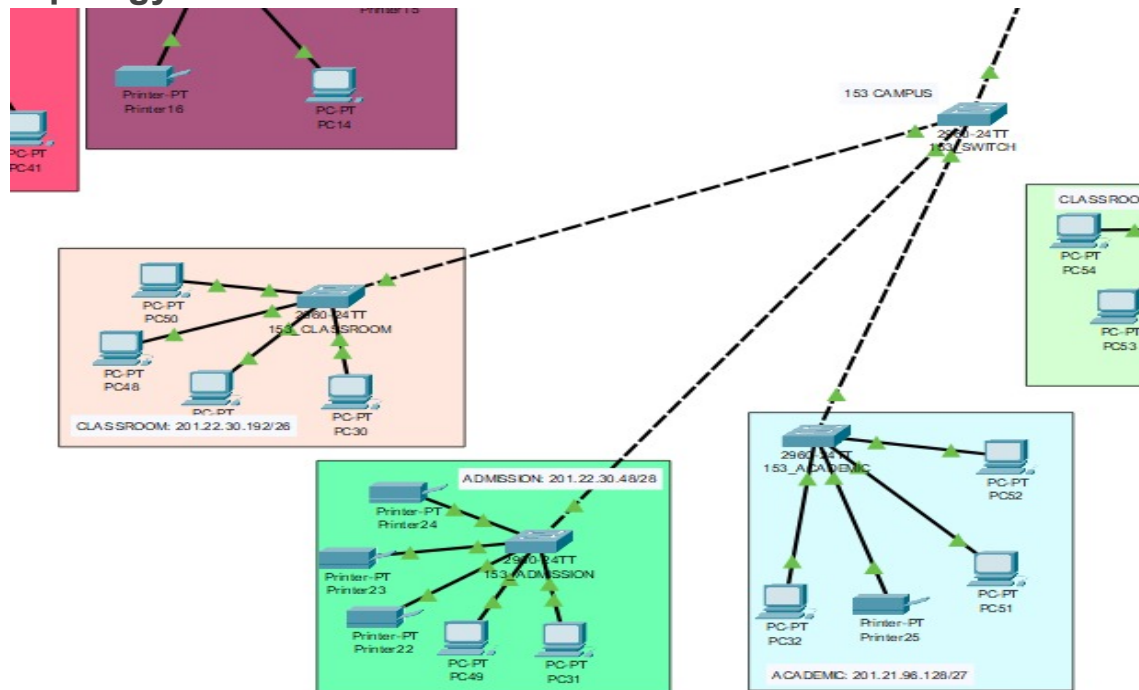 Printer-PT
Printer16
PC-PT
PC14
PC-PT
PC41
153 CAMPUS
2960-24TT
153_SWITCH
CLASSROO
PC-PT
PC54
PC-PT
PC53
PC-PT
PC50
2960-24TT
153_CLASSROOM
PC-PT
PC48
PC-PT
PC-PT
PC30
CLASSROOM: 201.22.30.192/26
ADMISSION: 201.22.30.48/28
Printer-PT
Printer24
2960-24TT
153_ADMISSION
Printer-PT
Printer23
Printer-PT
Printer22
PC-PT
PC49
PC-PT
PC31
2960-24TT
153_ACADEMIC
PC-PT
PC52
PC-PT
PC51
PC-PT
PC32
Printer-PT
Printer25
ACADEMIC: 201.21.96.128/27